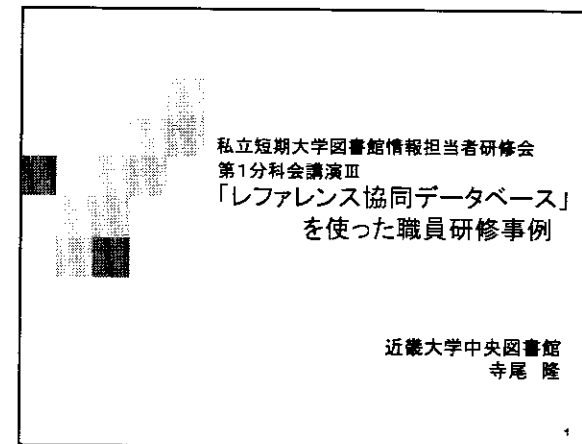 私立短期大学図書館情報担当者研修会
第1分科会講演Ⅲ
「レファレンス協同データベース」
を使った職員研修事例
近畿大学中央図書館
寺尾 隆
1